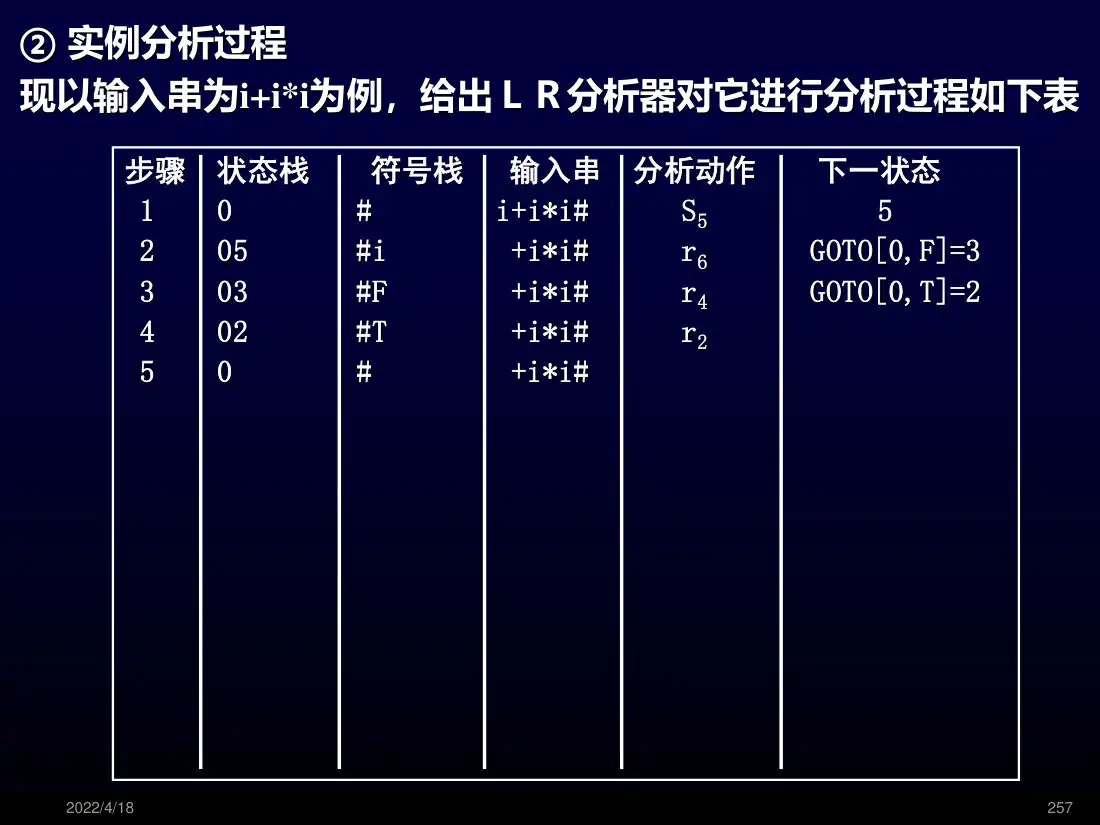 ② 实例分析过程
现以输入串为i+i*i为例，给出ＬＲ分析器对它进行分析过程如下表
步骤 状态栈 符号栈 输入串 分析动作 下一状态
1 0 # i+i*i# S5 5
2 05 #i +i*i# r6 GOTO[0,F]=3
3 03 #F +i*i# r4 GOTO[0,T]=2
4 02 #T +i*i# r2
5 0 # +i*i#
2022/4/18 257